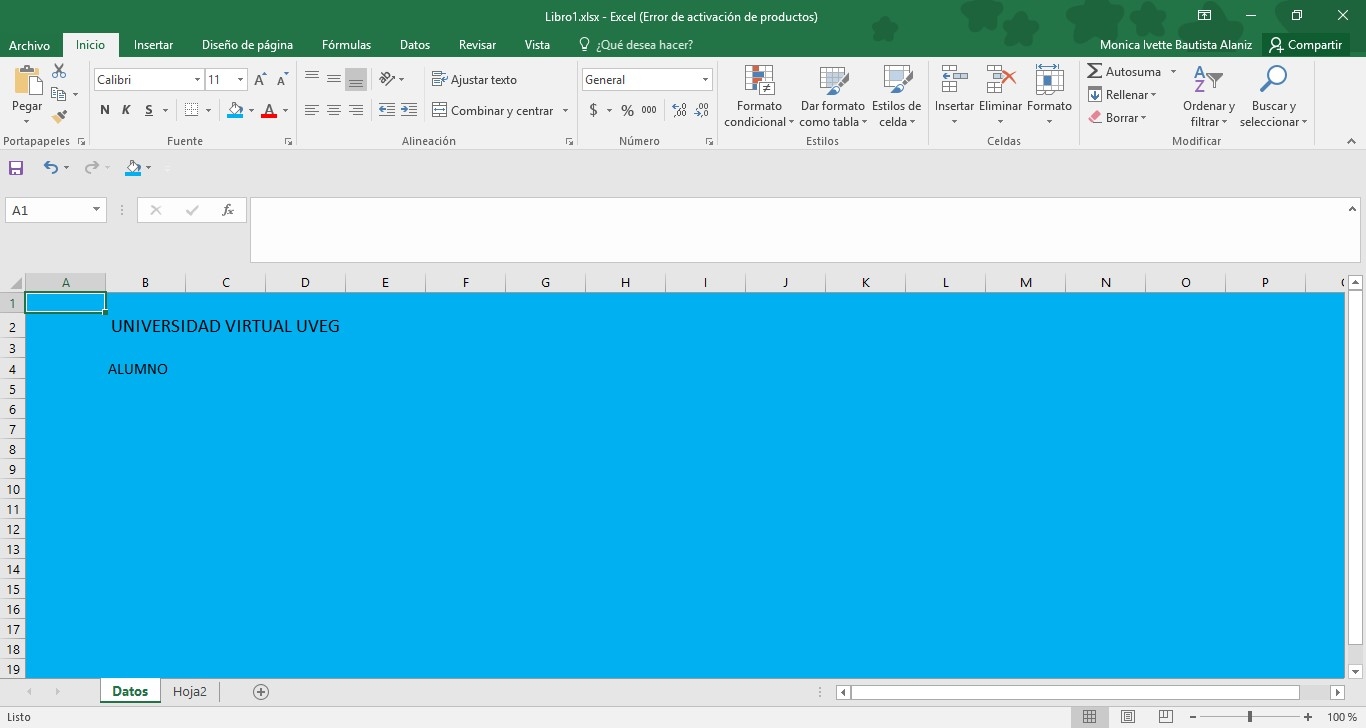 Libro1.xlsx - Excel (Error de activación de productos)
Archivo Inicio Insertar Diseño de página Fórmulas Datos Revisar Vista ¿Qué desea hacer? Monica Ivette Bautista Alaniz Compartir
Pegar
Portapapeles
Calibri 11
N K S
Fuente
Ajustar texto
Combinar y centrar
Alineación
General
$ % 000
Número
Formato condicional
Dar formato como tabla
Estilos de celda
Estilos
Insertar Eliminar Formato
Celdas
Autosuma
Rellenar
Borrar
Ordenar y filtrar
Buscar y seleccionar
Modificar
A1 fx
A B C D E F G H I J K L M N O P
1
2 UNIVERSIDAD VIRTUAL UVEG
3
4 ALUMNO
5
6
7
8
9
10
11
12
13
14
15
16
17
18
19
Datos Hoja2
Listo 100 %